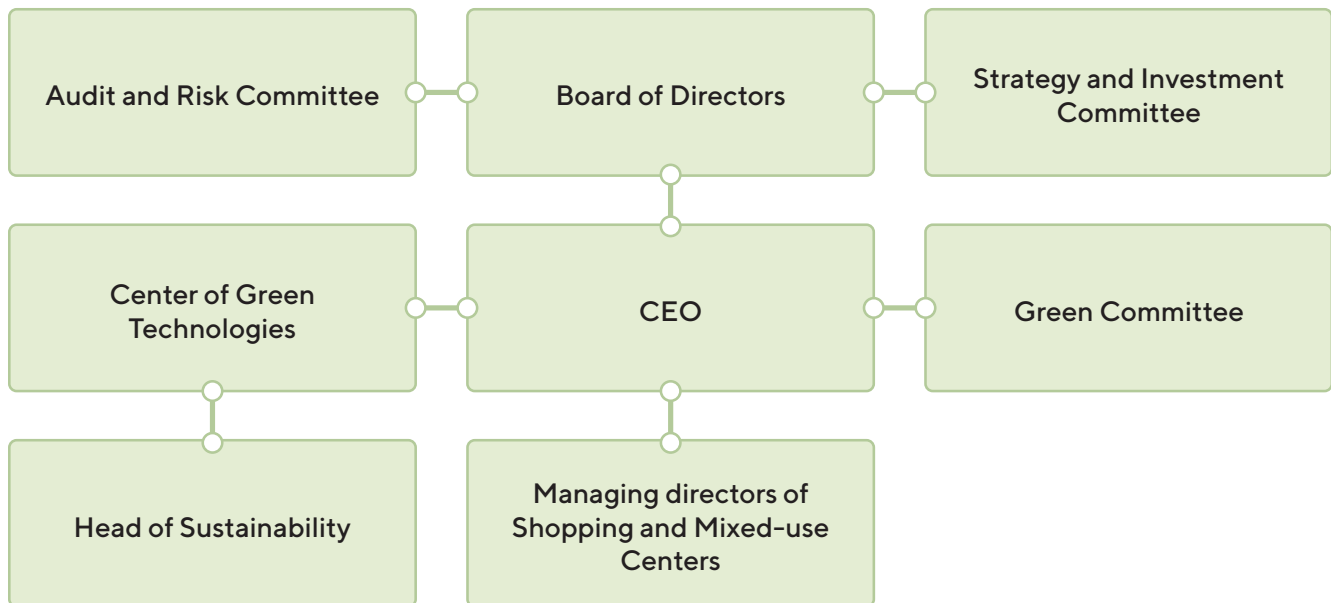 Audit and Risk Committee
Board of Directors
Strategy and Investment
Committee
Center of Green
Technologies
CEO
Green Committee
Head of Sustainability
Managing directors of
Shopping and Mixed-use
Centers